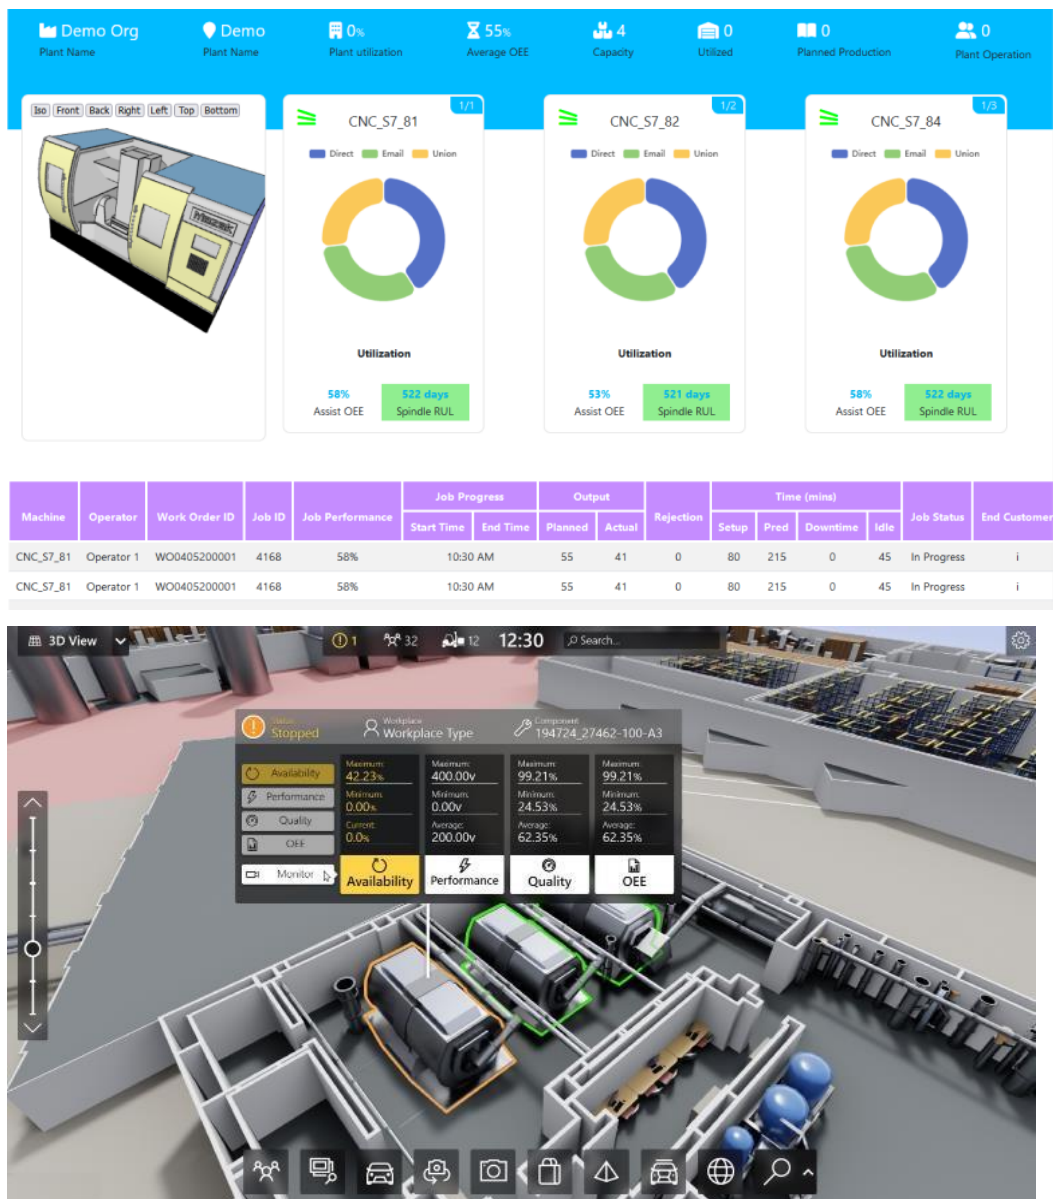 Demo Org
Plant Name
Demo
Plant Name
0%
Plant utilization
55%
Average OEE
4
Capacity
0
Utilized
0
Planned Production
0
Plant Operation
Iso Front Back Right Left Top Bottom
Mazak
1/1
CNC_S7_81
Direct Email Union
Utilization
58%
Assist OEE
522 days
Spindle RUL
1/2
CNC_S7_82
Direct Email Union
Utilization
53%
Assist OEE
521 days
Spindle RUL
1/3
CNC_S7_84
Direct Email Union
Utilization
58%
Assist OEE
522 days
Spindle RUL
Machine Operator Work Order ID Job ID Job Performance Job Progress Output Rejection Time (mins) Job Status End Customer
Start Time End Time Planned Actual Setup Pred Downtime Idle
CNC_S7_81 Operator 1 WO0405200001 4168 58% 10:30 AM 55 41 0 80 215 0 45 In Progress i
CNC_S7_81 Operator 1 WO0405200001 4168 58% 10:30 AM 55 41 0 80 215 0 45 In Progress i
3D View 1 32 12 12:30 Search...
Status
Stopped
Workplace
Workplace Type
Component
194724_27462-100-A3
Availability
Performance
Quality
OEE
Monitor
Maximum:
42.23%
Minimum:
0.00%
Current:
0.0%
Availability
Maximum:
400.00v
Minimum:
0.00v
Average:
200.00v
Performance
Maximum:
99.21%
Minimum:
24.53%
Average:
62.35%
Quality
Maximum:
99.21%
Minimum:
24.53%
Average:
62.35%
OEE